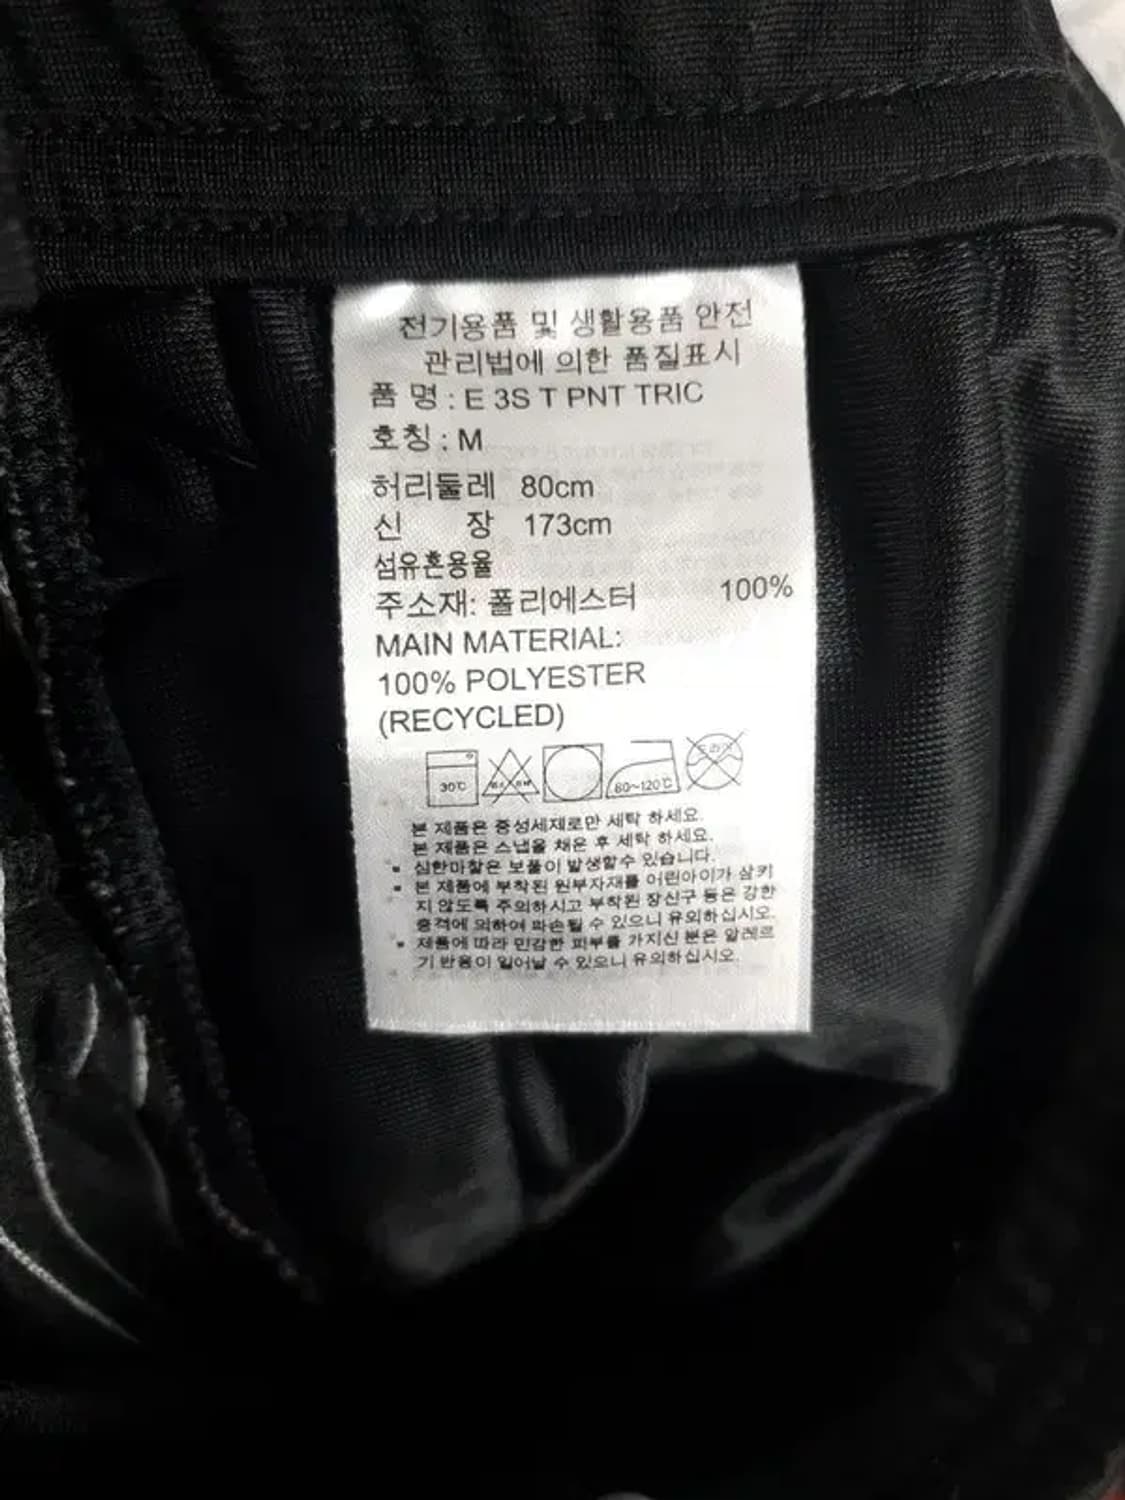 전기용품 및 생활용품 안전
관리법에 의한 품질표시
품 명 : E 3S T PNT TRIC
호칭 : M
허리둘레 80cm
신 장 173cm
섬유혼용율
주소재: 폴리에스터 100%
MAIN MATERIAL:
100% POLYESTER
(RECYCLED)
30℃ 80~120℃ 드라이
본 제품은 중성세제로만 세탁 하세요.
본 제품은 스냅을 채운 후 세탁 하세요.
▪ 심한마찰은 보풀이 발생할수 있습니다.
▪ 본 제품에 부착된 원부자재를 어린아이가 삼키
지 않도록 주의하시고 부착된 장신구 등은 강한
충격에 의하여 파손될 수 있으니 유의하십시오.
▪ 제품에 따라 민감한 피부를 가지신 분은 알레르
기 반응이 일어날 수 있으니 유의하십시오.